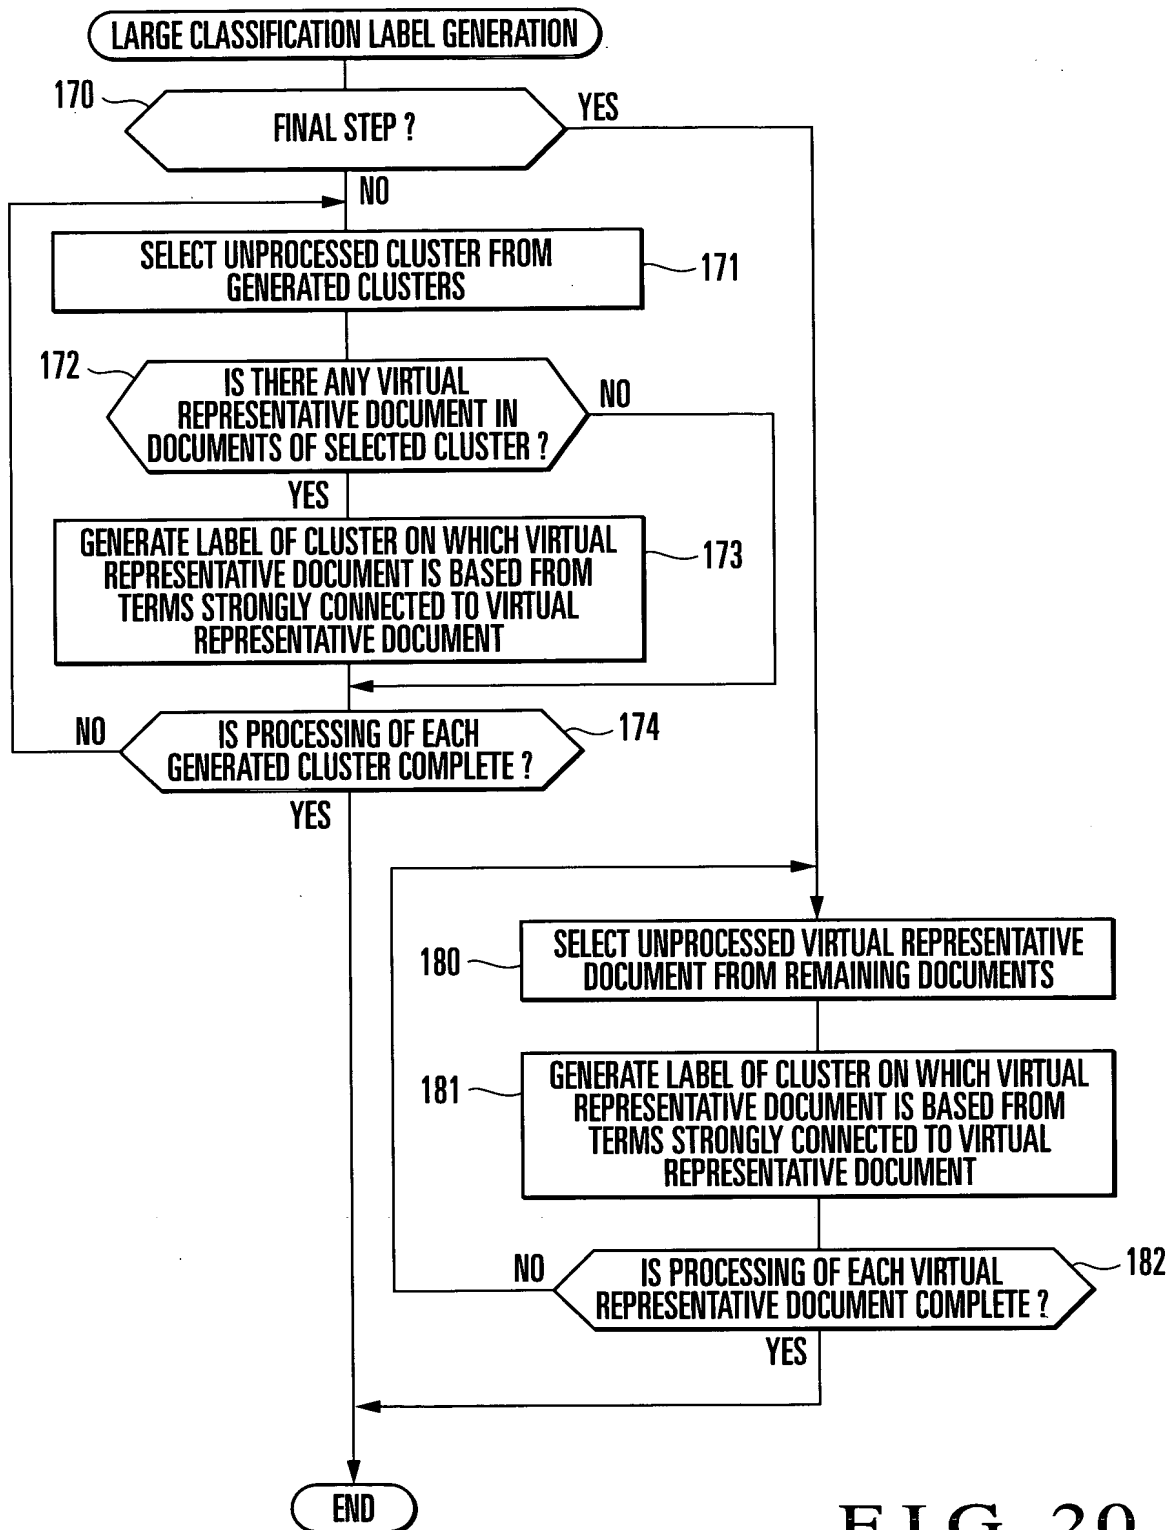 LARGE CLASSIFICATION LABEL GENERATION
170
FINAL STEP ?
YES
NO
SELECT UNPROCESSED CLUSTER FROM
GENERATED CLUSTERS
171
172
IS THERE ANY VIRTUAL
REPRESENTATIVE DOCUMENT IN
DOCUMENTS OF SELECTED CLUSTER ?
NO
YES
GENERATE LABEL OF CLUSTER ON WHICH VIRTUAL
REPRESENTATIVE DOCUMENT IS BASED FROM
TERMS STRONGLY CONNECTED TO VIRTUAL
REPRESENTATIVE DOCUMENT
173
NO
IS PROCESSING OF EACH
GENERATED CLUSTER COMPLETE ?
174
YES
180
SELECT UNPROCESSED VIRTUAL REPRESENTATIVE
DOCUMENT FROM REMAINING DOCUMENTS
181
GENERATE LABEL OF CLUSTER ON WHICH VIRTUAL
REPRESENTATIVE DOCUMENT IS BASED FROM
TERMS STRONGLY CONNECTED TO VIRTUAL
REPRESENTATIVE DOCUMENT
NO
IS PROCESSING OF EACH VIRTUAL
REPRESENTATIVE DOCUMENT COMPLETE ?
182
YES
END
FIG. 20